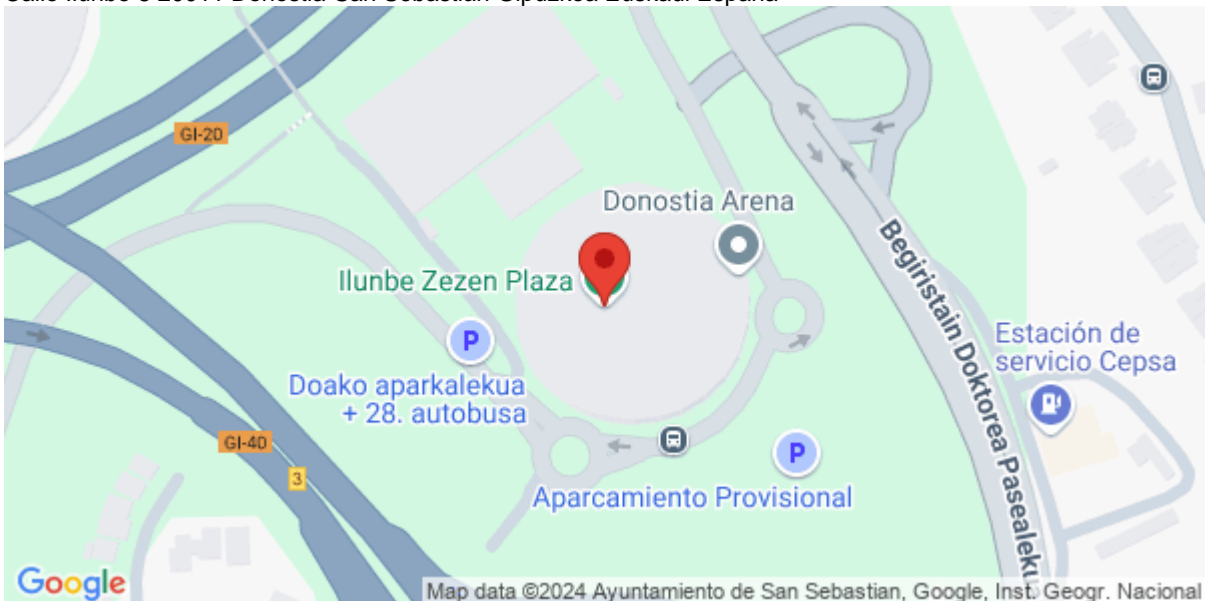 GI-20
Donostia Arena
Ilunbe Zezen Plaza
P
Doako aparkalekua
+ 28. autobusa
Begiristain Doktorea Pasealeku
Estación de
servicio Cepsa
GI-40
3
P
Aparcamiento Provisional
Google
Map data ©2024 Ayuntamiento de San Sebastian, Google, Inst. Geogr. Nacional